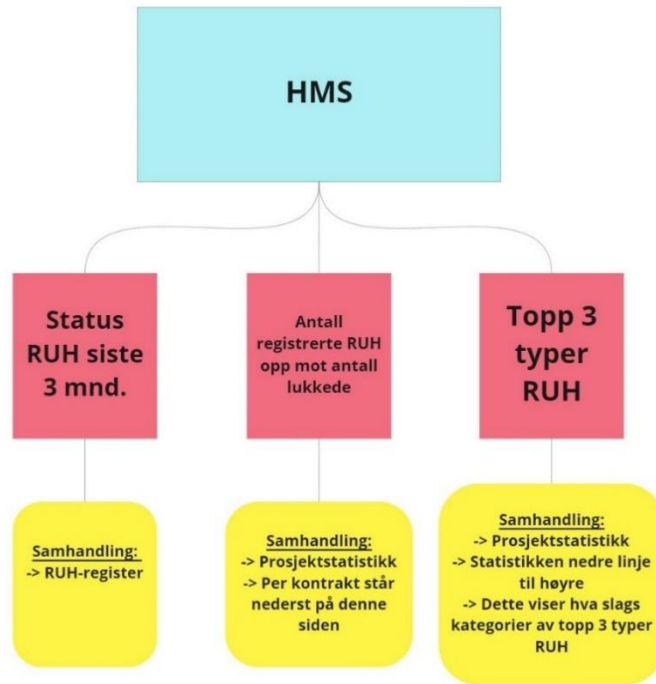 HMS
Status
RUH siste
3 mnd.
Antall
registrerte RUH
opp mot antall
lukkede
Topp 3
typer
RUH
Samhandling:
-> RUH-register
Samhandling:
-> Prosjektstatistikk
-> Per kontrakt står
nederst på denne
siden
Samhandling:
-> Prosjektstatistikk
-> Statistikken nedre linje
til høyre
-> Dette viser hva slags
kategorier av topp 3 typer
RUH